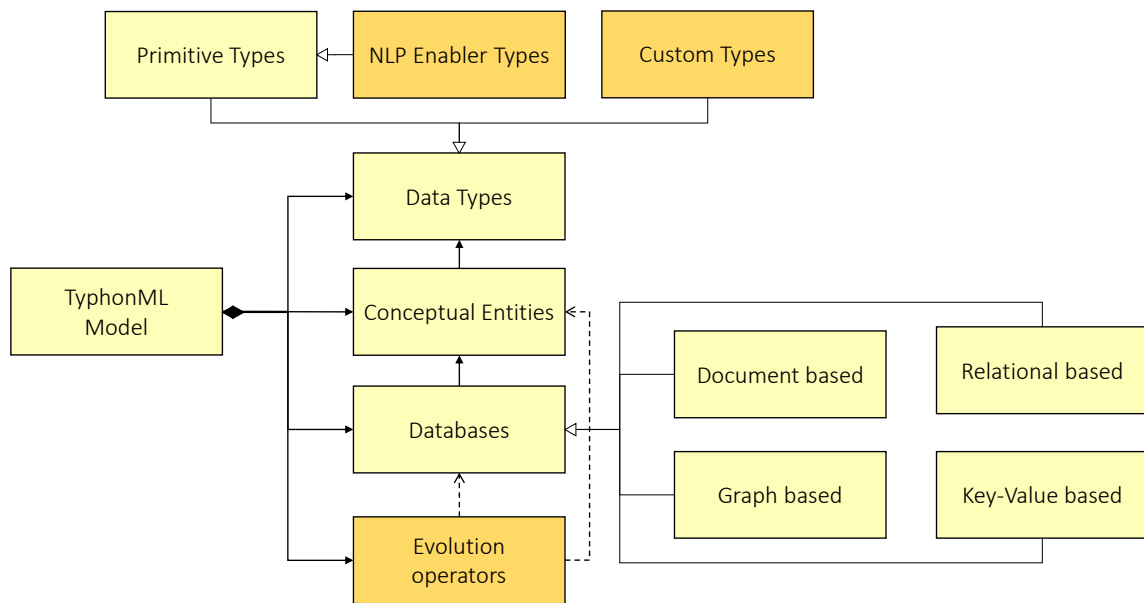 Primitive Types
NLP Enabler Types
Custom Types
Data Types
TyphonML
Model
Conceptual Entities
Document based
Relational based
Databases
Graph based
Key-Value based
Evolution
operators